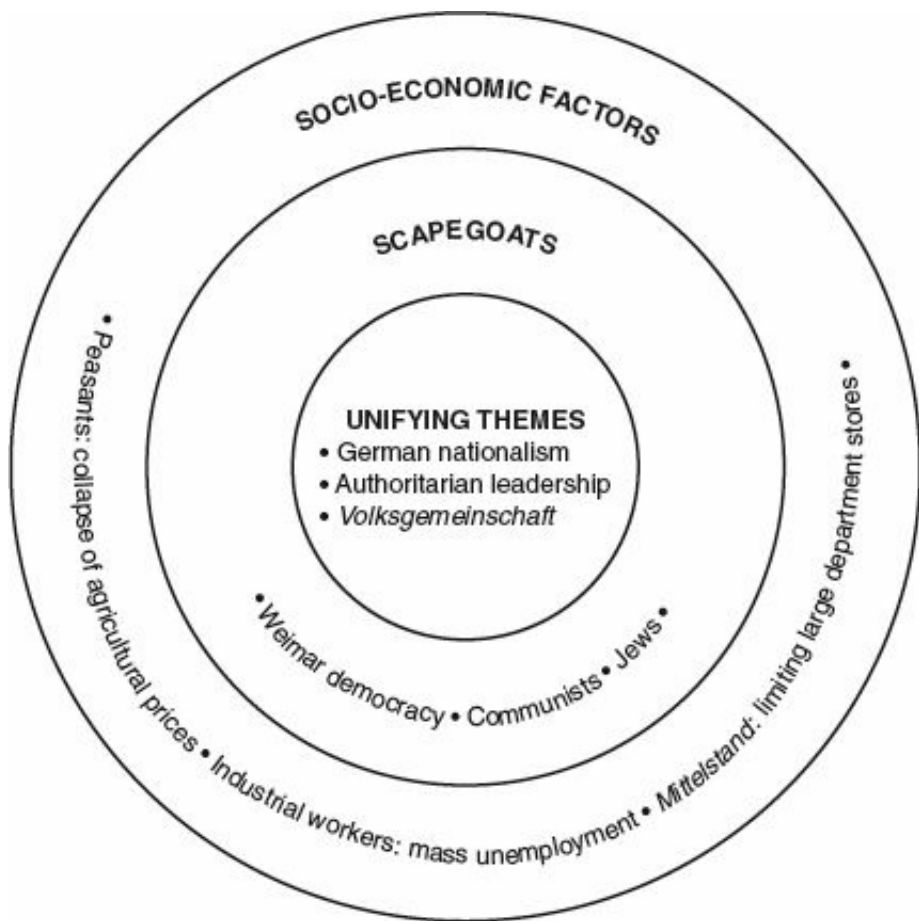 SOCIO-ECONOMIC FACTORS
SCAPEGOATS
UNIFYING THEMES
• German nationalism
• Authoritarian leadership
• Volksgemeinschaft
• Weimar democracy • Communists • Jews •
• Peasants: collapse of agricultural prices • Industrial workers: mass unemployment • Mittelstand: limiting large department stores •